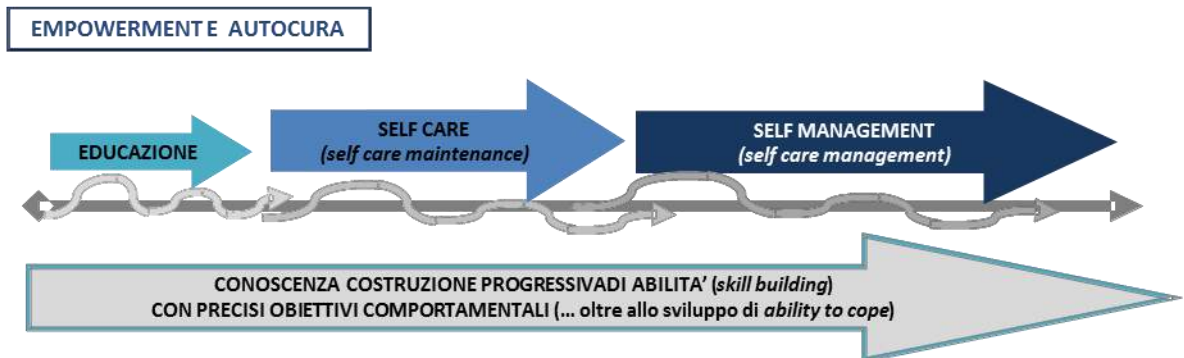 EMPOWERMENT E AUTOCURA
EDUCAZIONE
SELF CARE
(self care maintenance)
SELF MANAGEMENT
(self care management)
CONOSCENZA COSTRUZIONE PROGRESSIVADI ABILITA' (skill building)
CON PRECISI OBIETTIVI COMPORTAMENTALI (... oltre allo sviluppo di ability to cope)